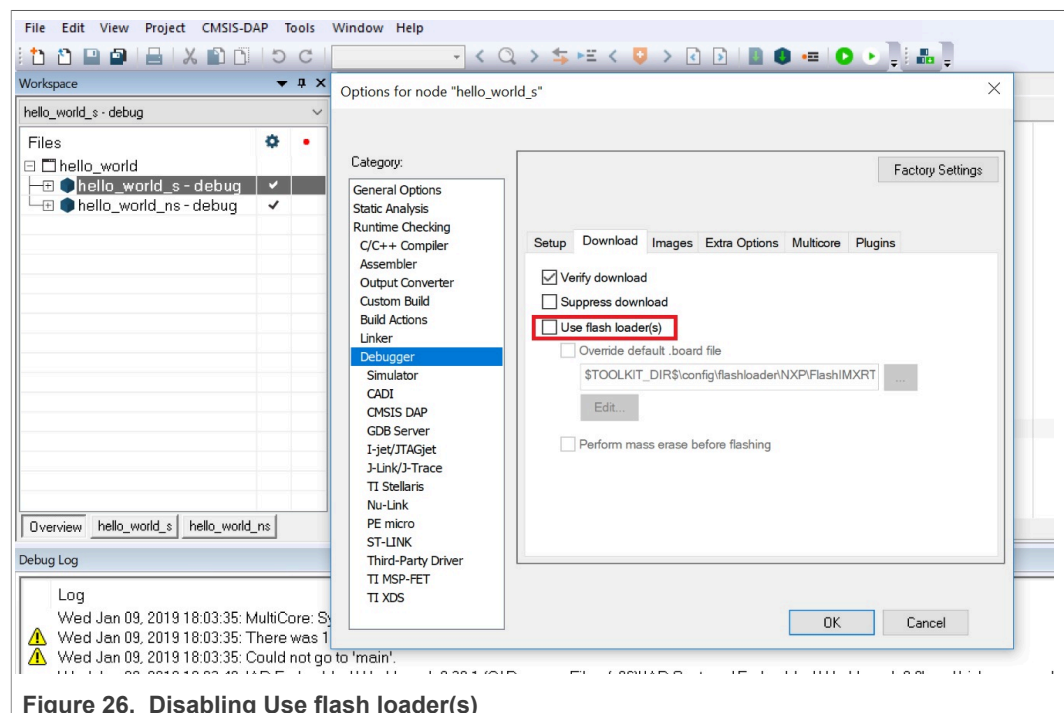 File Edit View Project CMSIS-DAP Tools Window Help
Workspace
hello_world_s - debug
Files
hello_world
hello_world_s - debug
hello_world_ns - debug
Overview hello_world_s hello_world_ns
Options for node "hello_world_s"
Category:
General Options
Static Analysis
Runtime Checking
C/C++ Compiler
Assembler
Output Converter
Custom Build
Build Actions
Linker
Debugger
Simulator
CADI
CMSIS DAP
GDB Server
I-jet/JTAGjet
J-Link/J-Trace
TI Stellaris
Nu-Link
PE micro
ST-LINK
Third-Party Driver
TI MSP-FET
TI XDS
Factory Settings
Setup Download Images Extra Options Multicore Plugins
Verify download
Suppress download
Use flash loader(s)
Override default .board file
$TOOLKIT_DIR$\config\flashloader\NXP\FlashIMXRT
...
Edit...
Perform mass erase before flashing
OK Cancel
Debug Log
Log
Wed Jan 09, 2019 18:03:35: MultiCore: Sy
Wed Jan 09, 2019 18:03:35: There was 1
Wed Jan 09, 2019 18:03:35: Could not go to 'main'.
Figure 26. Disabling Use flash loader(s)